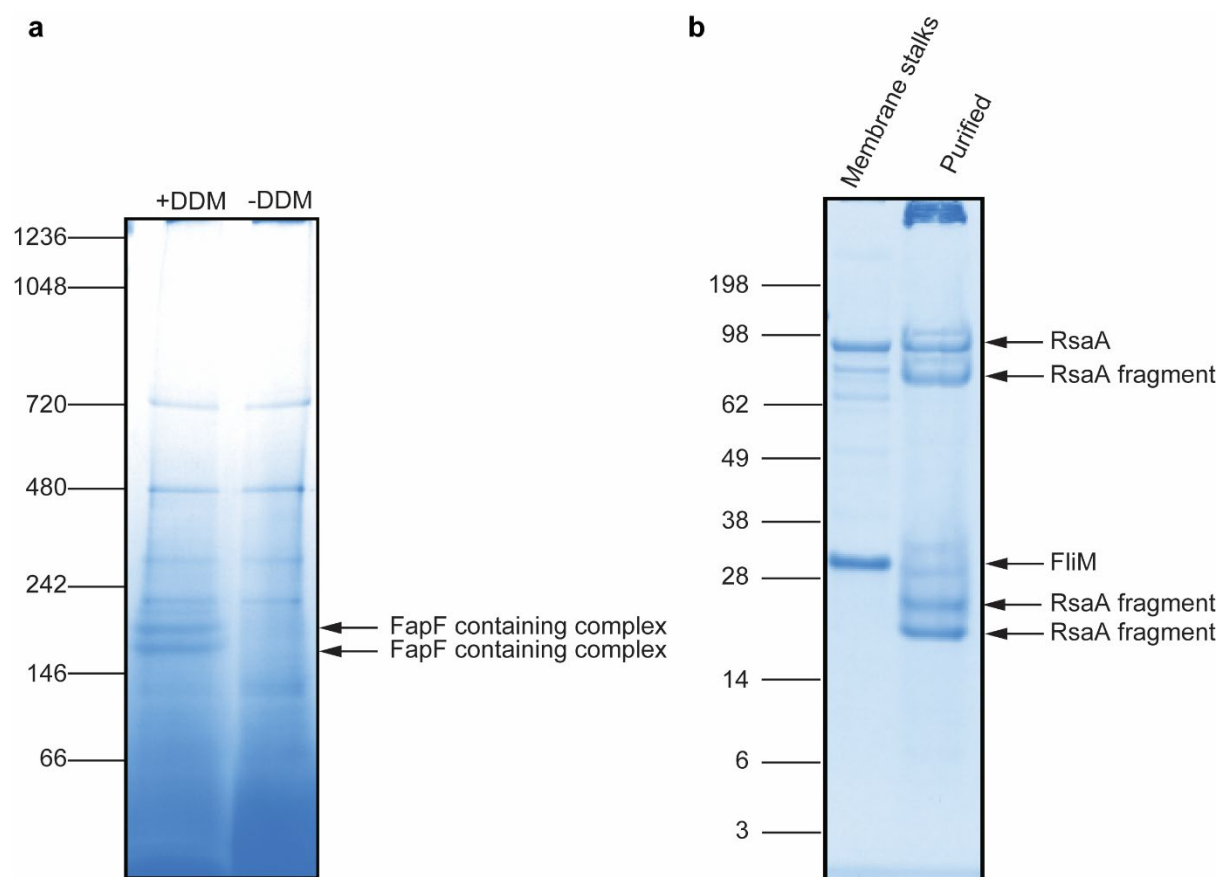 a
+DDM -DDM
1236
1048
720
480
242
146
66
FapF containing complex
FapF containing complex
b
Membrane stalks
Purified
198
98
62
49
38
28
14
6
3
RsaA
RsaA fragment
FliM
RsaA fragment
RsaA fragment